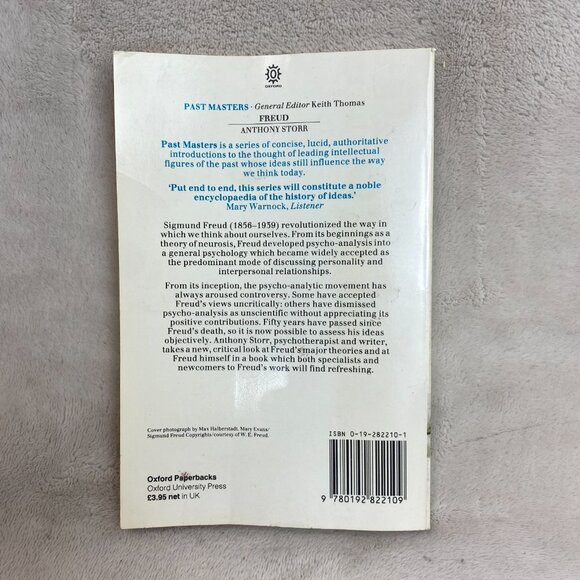 OXFORD
PAST MASTERS · General Editor Keith Thomas
FREUD
ANTHONY STORR
Past Masters is a series of concise, lucid, authoritative
introductions to the thought of leading intellectual
figures of the past whose ideas still influence the way
we think today.
‘Put end to end, this series will constitute a noble
encyclopaedia of the history of ideas.’
Mary Warnock, Listener
Sigmund Freud (1856–1939) revolutionized the way in
which we think about ourselves. From its beginnings as a
theory of neurosis, Freud developed psycho-analysis into
a general psychology which became widely accepted as
the predominant mode of discussing personality and
interpersonal relationships.
From its inception, the psycho-analytic movement has
always aroused controversy. Some have accepted
Freud's views uncritically: others have dismissed
psycho-analysis as unscientific without appreciating its
positive contributions. Fifty years have passed since
Freud's death, so it is now possible to assess his ideas
objectively. Anthony Storr, psychotherapist and writer,
takes a new, critical look at Freud's major theories and at
Freud himself in a book which both specialists and
newcomers to Freud's work will find refreshing.
Cover photograph by Max Halberstadt, Mary Evans/
Sigmund Freud Copyrights/courtesy of W. E. Freud.
ISBN 0-19-282210-1
Oxford Paperbacks
Oxford University Press
£3.95 net in UK
9 780192 822109